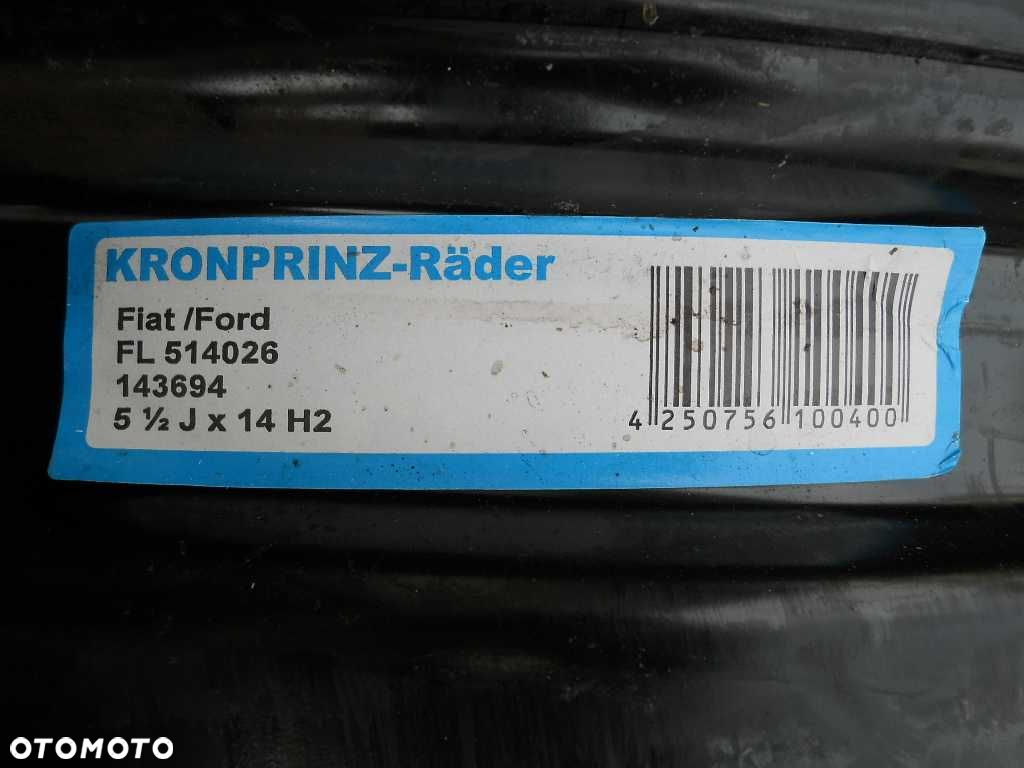 KRONPRINZ-Räder
Fiat /Ford
FL 514026
143694
5 ½ J x 14 H2
4 250756 100400
OTOMOTO